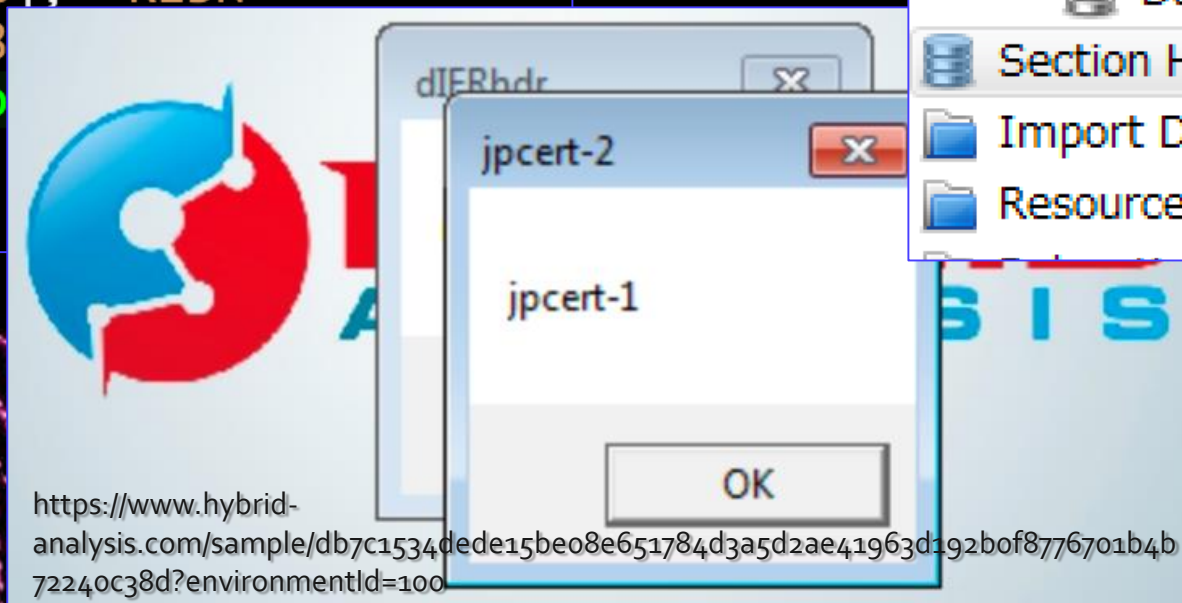 Section H
Import D
Resource
dIERhdr
jpcert-2
jpcert-1
S I S
OK
https://www.hybrid-
analysis.com/sample/db7c1534dede15be08e651784d3a5d2ae41963d192b0f8776701b4b
72240c38d?environmentId=100